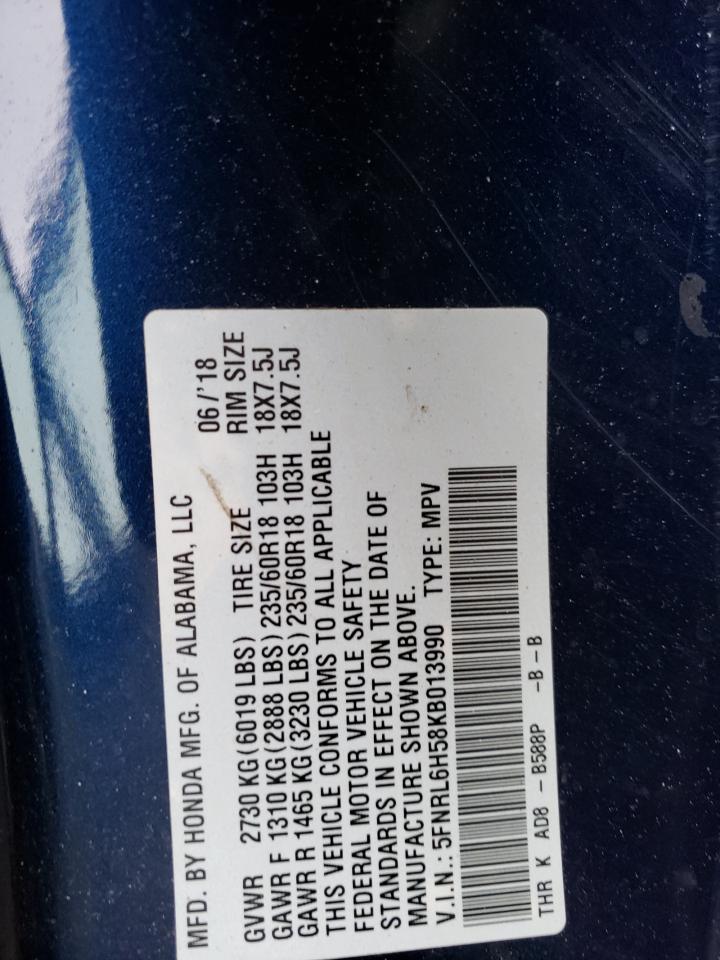 MFD. BY HONDA MFG. OF ALABAMA, LLC 06/'18
GVWR 2730 KG(6019 LBS) TIRE SIZE RIM SIZE
GAWR F 1310 KG(2888 LBS)235/60R18 103H 18X7.5J
GAWR R 1465 KG(3230 LBS)235/60R18 103H 18X7.5J
THIS VEHICLE CONFORMS TO ALL APPLICABLE
FEDERAL MOTOR VEHICLE SAFETY
STANDARDS IN EFFECT ON THE DATE OF
MANUFACTURE SHOWN ABOVE.
V.I.N.: 5FNRL6H58KB013990 TYPE: MPV
THR K AD8 - B588P -B -B